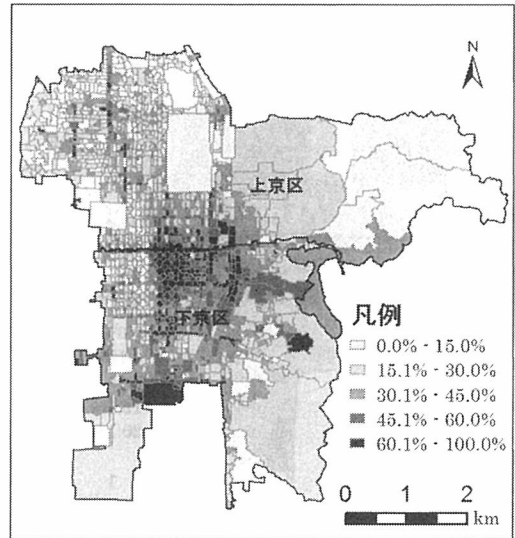 N
上京区
下京区
凡例
0.0% - 15.0%
15.1% - 30.0%
30.1% - 45.0%
45.1% - 60.0%
60.1% - 100.0%
0 1 2
km